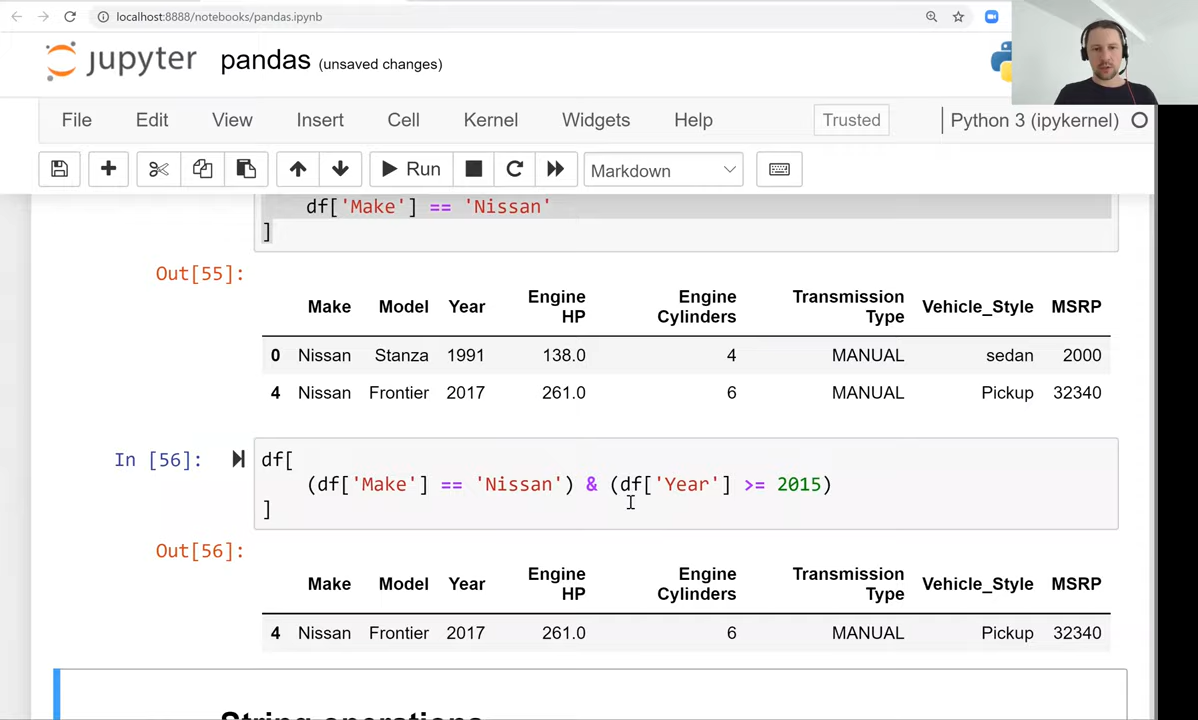 localhost:8888/notebooks/pandas.ipynb
jupyter pandas (unsaved changes)
File Edit View Insert Cell Kernel Widgets Help Trusted Python 3 (ipykernel)
Run Markdown
df['Make'] == 'Nissan'
]
Out[55]:
Make Model Year Engine HP Engine Cylinders Transmission Type Vehicle_Style MSRP
0 Nissan Stanza 1991 138.0 4 MANUAL sedan 2000
4 Nissan Frontier 2017 261.0 6 MANUAL Pickup 32340
In [56]: df[
(df['Make'] == 'Nissan') & (df['Year'] >= 2015)
]
Out[56]:
Make Model Year Engine HP Engine Cylinders Transmission Type Vehicle_Style MSRP
4 Nissan Frontier 2017 261.0 6 MANUAL Pickup 32340
String operations